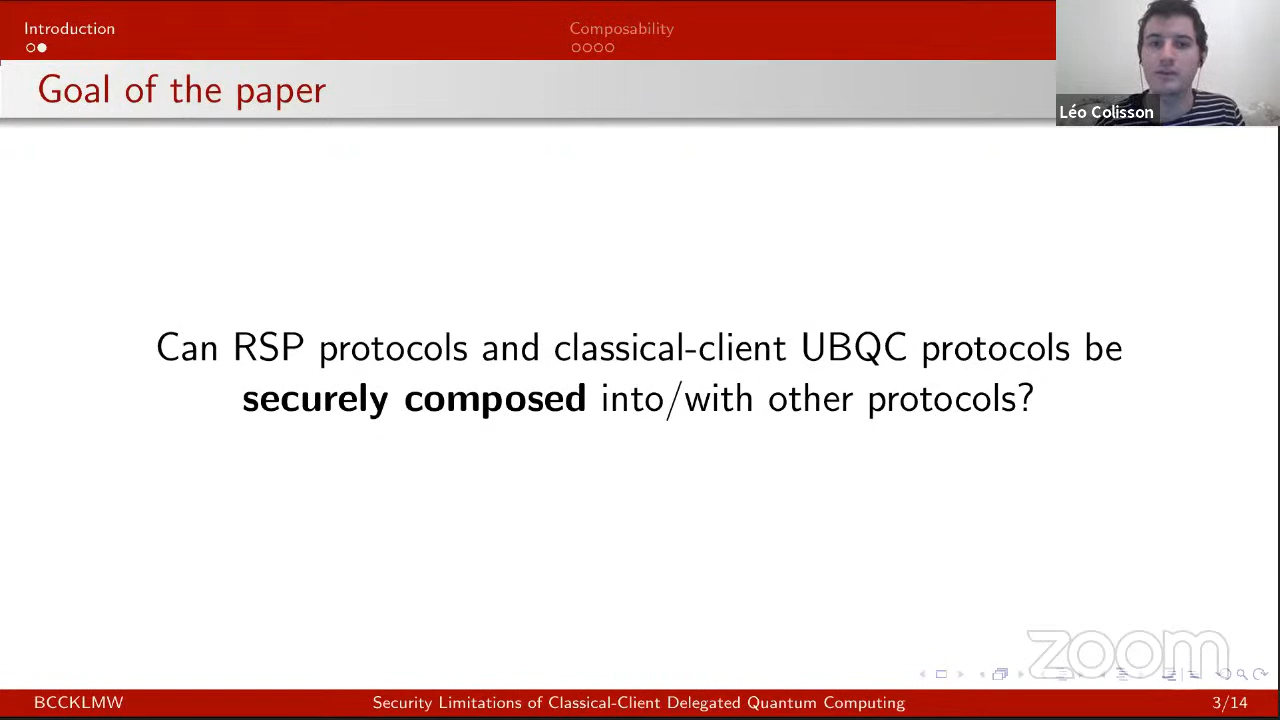 Introduction
Composability
Goal of the paper
Léo Colisson
Can RSP protocols and classical-client UBQC protocols be
securely composed into/with other protocols?
zoom
BCCKLMW
Security Limitations of Classical-Client Delegated Quantum Computing
3/14